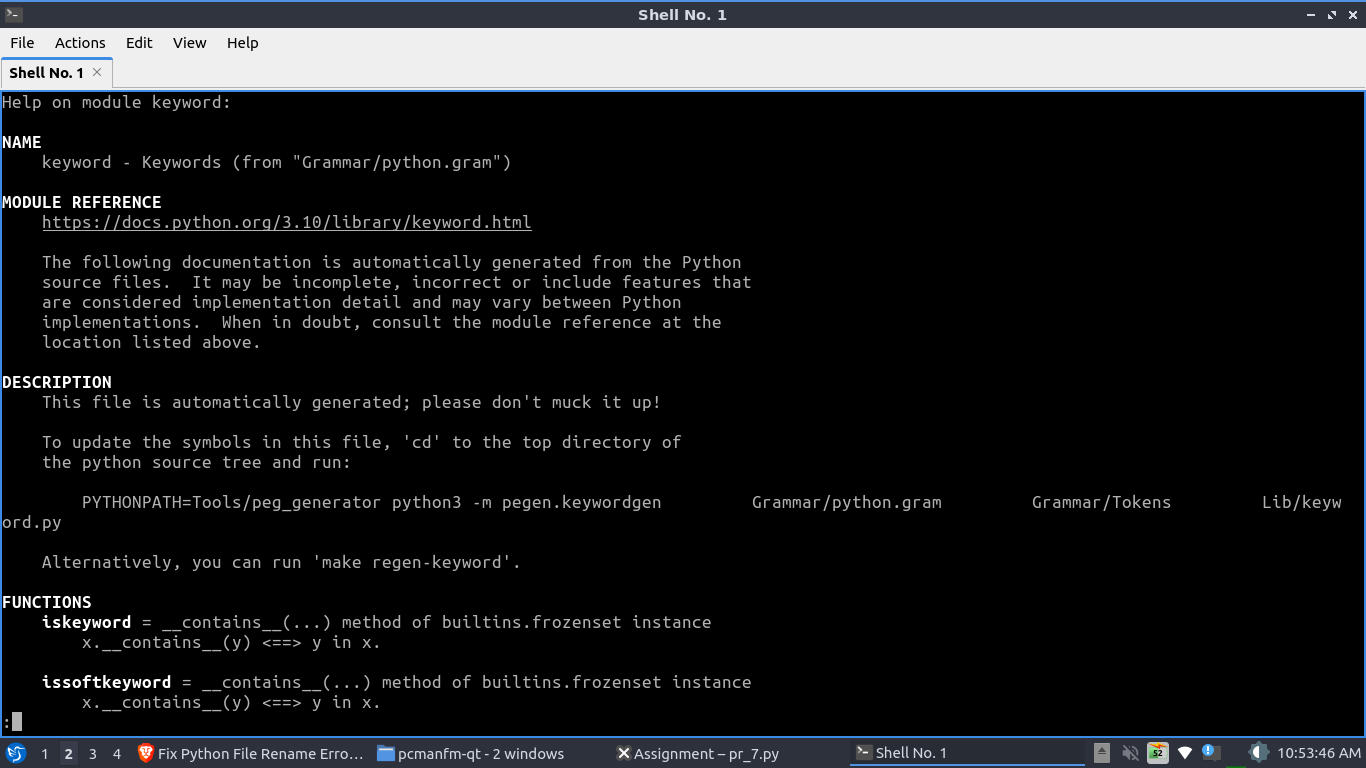 Shell No. 1
File Actions Edit View Help
Shell No. 1
Help on module keyword:
NAME
keyword - Keywords (from "Grammar/python.gram")
MODULE REFERENCE
https://docs.python.org/3.10/library/keyword.html
The following documentation is automatically generated from the Python
source files.  It may be incomplete, incorrect or include features that
are considered implementation detail and may vary between Python
implementations.  When in doubt, consult the module reference at the
location listed above.
DESCRIPTION
This file is automatically generated; please don't muck it up!
To update the symbols in this file, 'cd' to the top directory of
the python source tree and run:
PYTHONPATH=Tools/peg_generator python3 -m pegen.keywordgen         Grammar/python.gram         Grammar/Tokens         Lib/keyw
ord.py
Alternatively, you can run 'make regen-keyword'.
FUNCTIONS
iskeyword = __contains__(...) method of builtins.frozenset instance
x.__contains__(y) <==> y in x.
issoftkeyword = __contains__(...) method of builtins.frozenset instance
x.__contains__(y) <==> y in x.
:
1 2 3 4 Fix Python File Rename Erro... pcmanfm-qt - 2 windows Assignment – pr_7.py Shell No. 1 52 10:53:46 AM